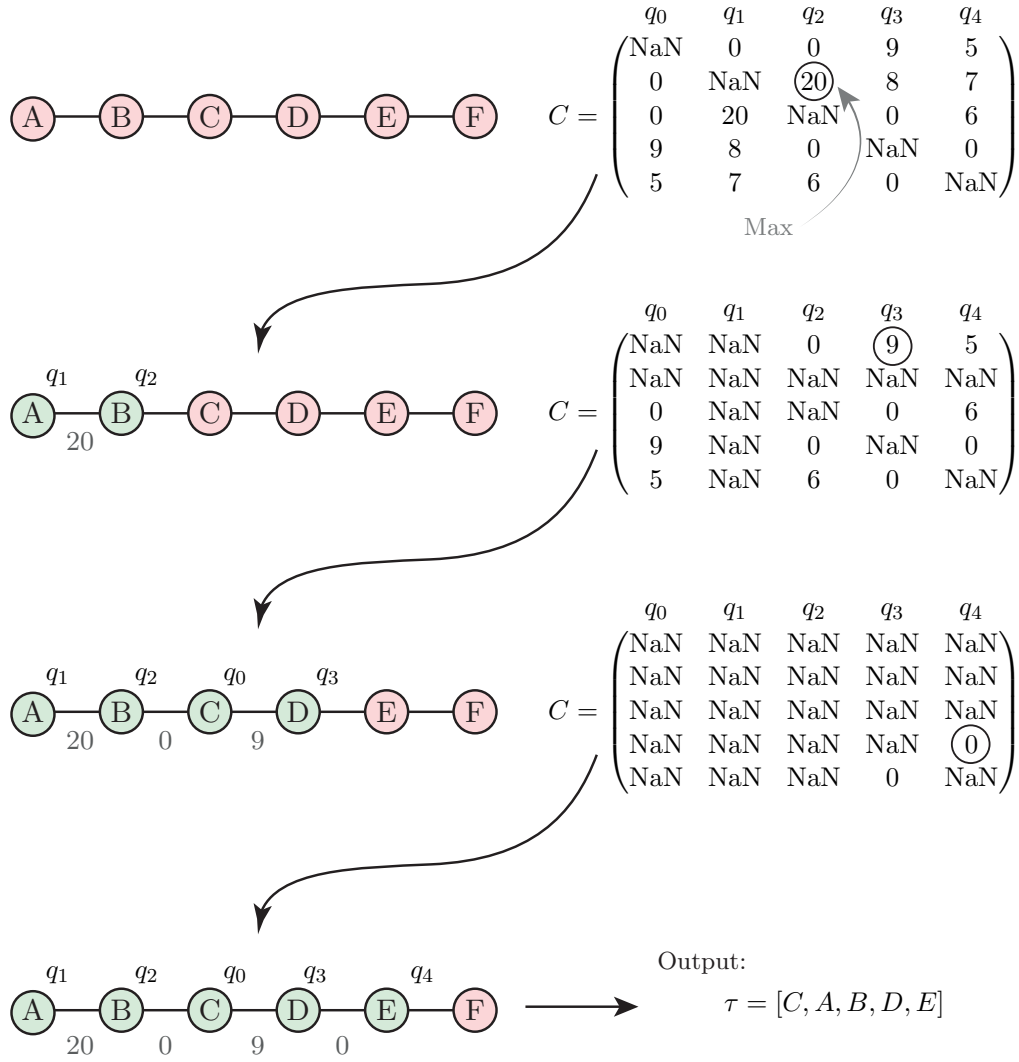 q₀ q₁ q₂ q₃ q₄
NaN 0 0 9 5
0 NaN 20 8 7
A B C D E F C = 0 20 NaN 0 6
9 8 0 NaN 0
5 7 6 0 NaN
Max
q₀ q₁ q₂ q₃ q₄
NaN NaN 0 9 5
q₁ q₂ NaN NaN NaN NaN NaN
A B C D E F C = 0 NaN NaN 0 6
20 9 NaN 0 NaN 0
5 NaN 6 0 NaN
q₀ q₁ q₂ q₃ q₄
NaN NaN NaN NaN NaN
q₁ q₂ q₀ q₃ NaN NaN NaN NaN NaN
A B C D E F C = NaN NaN NaN NaN NaN
20 0 9 NaN NaN NaN NaN 0
NaN NaN NaN 0 NaN
q₁ q₂ q₀ q₃ q₄ Output:
A B C D E F τ = [C, A, B, D, E]
20 0 9 0